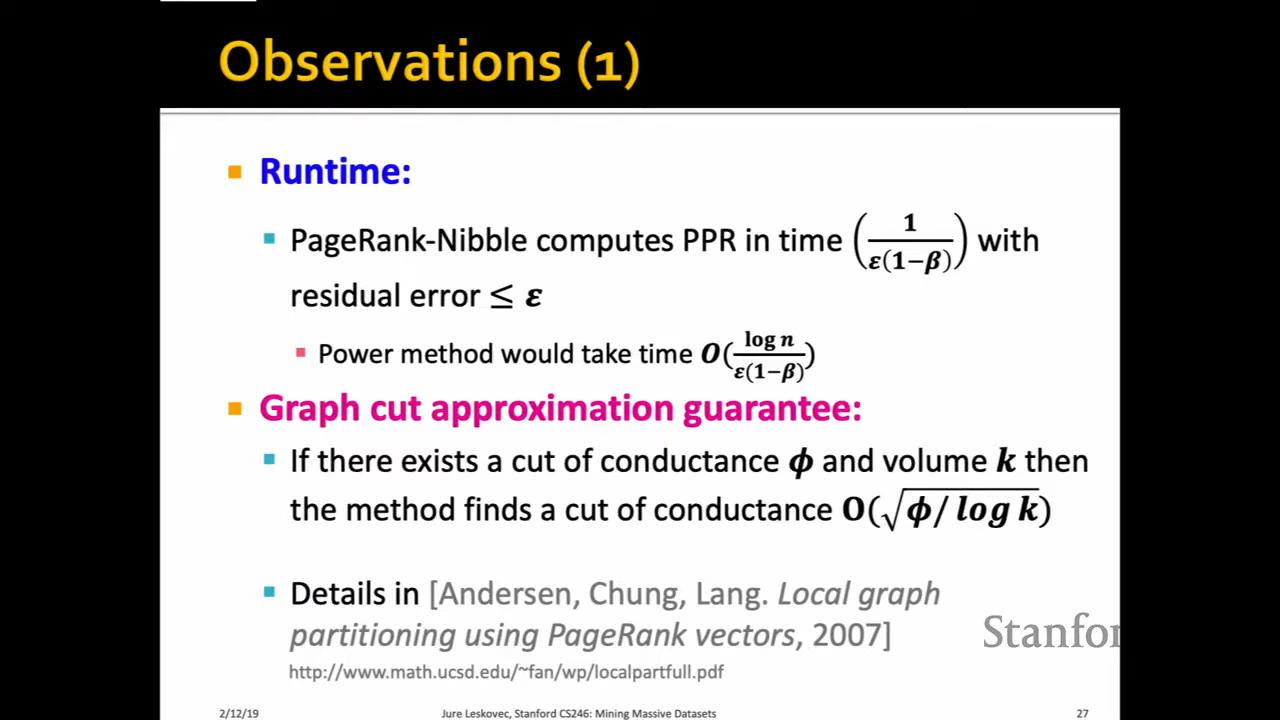 Observations (1)
Runtime:
PageRank-Nibble computes PPR in time (1/ε(1−β)) with
residual error ≤ ε
Power method would take time O(log n/ε(1−β))
Graph cut approximation guarantee:
If there exists a cut of conductance ϕ and volume k then
the method finds a cut of conductance O(√ϕ/log k)
Details in [Andersen, Chung, Lang. Local graph
partitioning using PageRank vectors, 2007]
http://www.math.ucsd.edu/~fan/wp/localpartfull.pdf
Stanfor
2/12/19 Jure Leskovec, Stanford CS246: Mining Massive Datasets 27